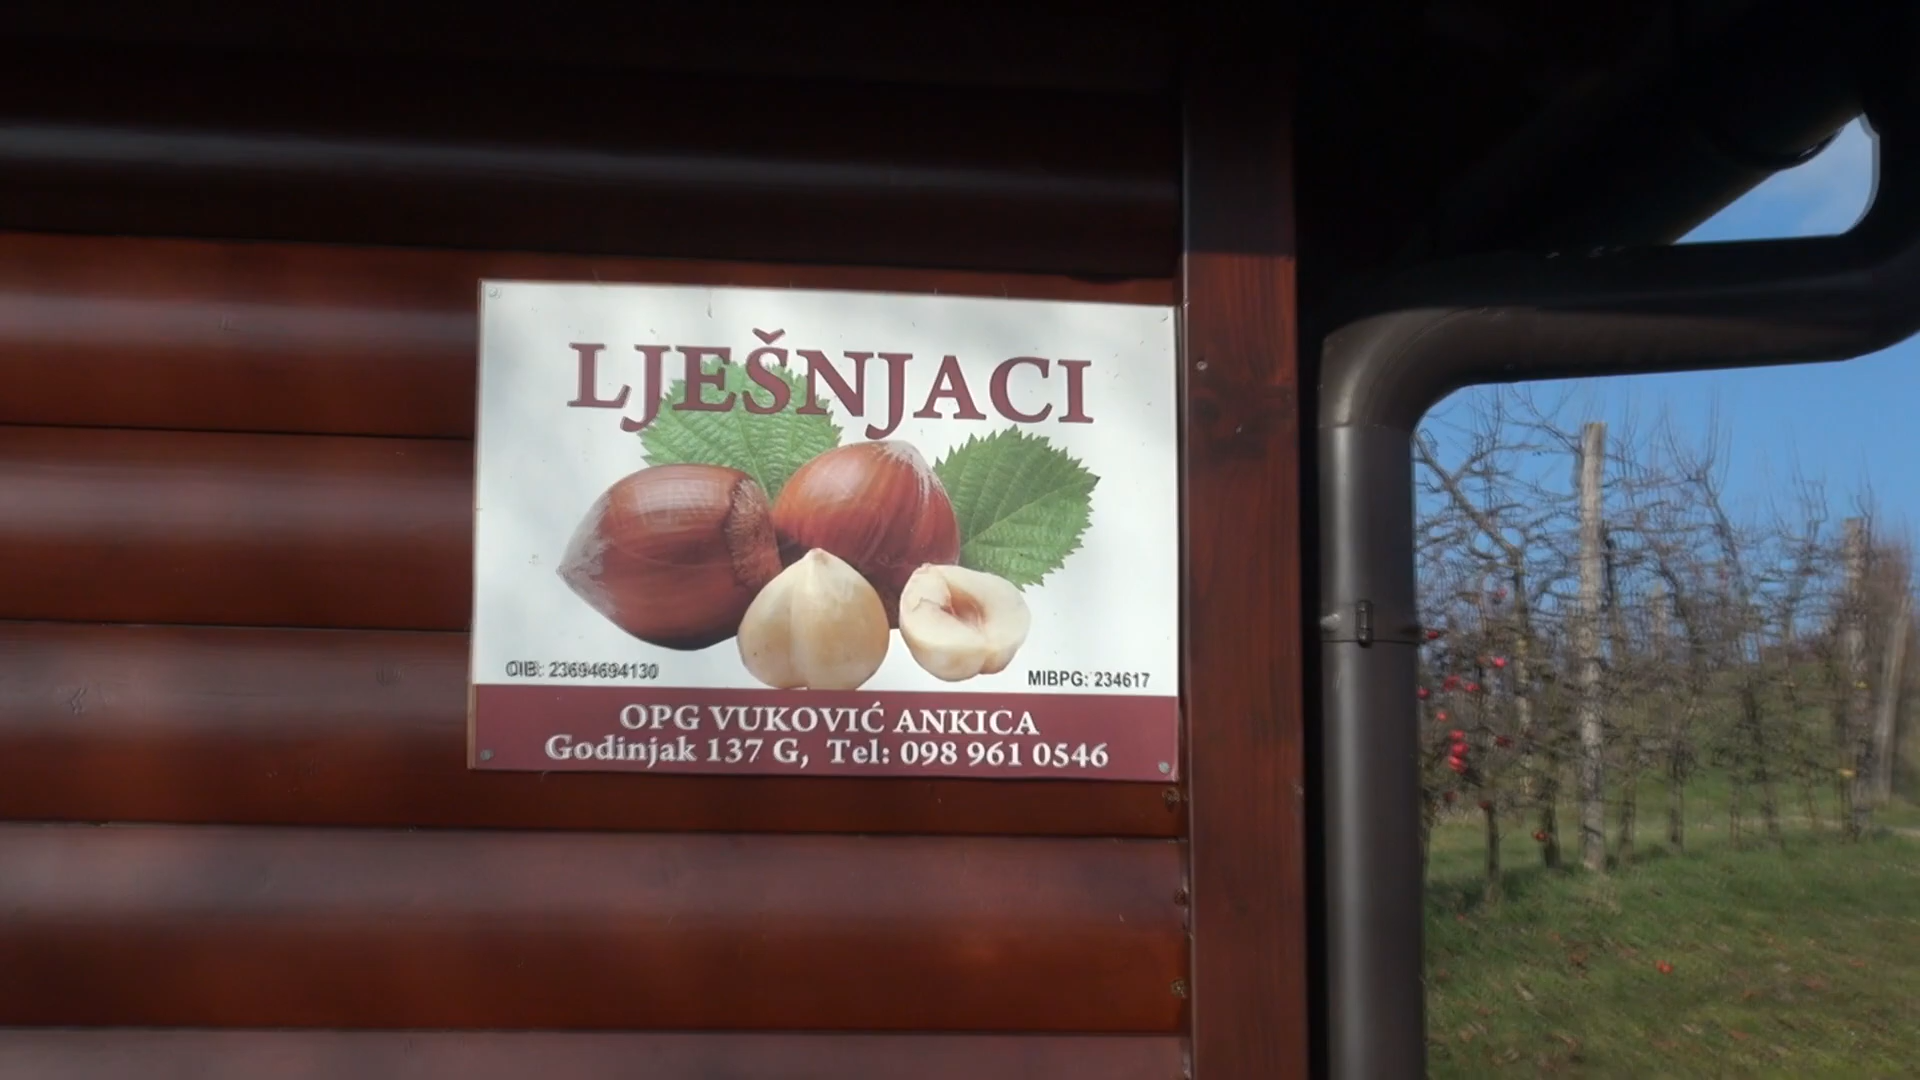 LJEŠNJACI
OIB: 23694694130
MIBPG: 234617
OPG VUKOVIĆ ANKICA
Godinjak 137 G, Tel: 098 961 0546